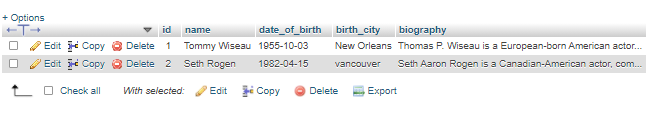 + Options
id name date_of_birth birth_city biography
Edit Copy Delete 1 Tommy Wiseau 1955-10-03 New Orleans Thomas P. Wiseau is a European-born American actor...
Edit Copy Delete 2 Seth Rogen 1982-04-15 vancouver Seth Aaron Rogen is a Canadian-American actor, com...
Check all With selected: Edit Copy Delete Export